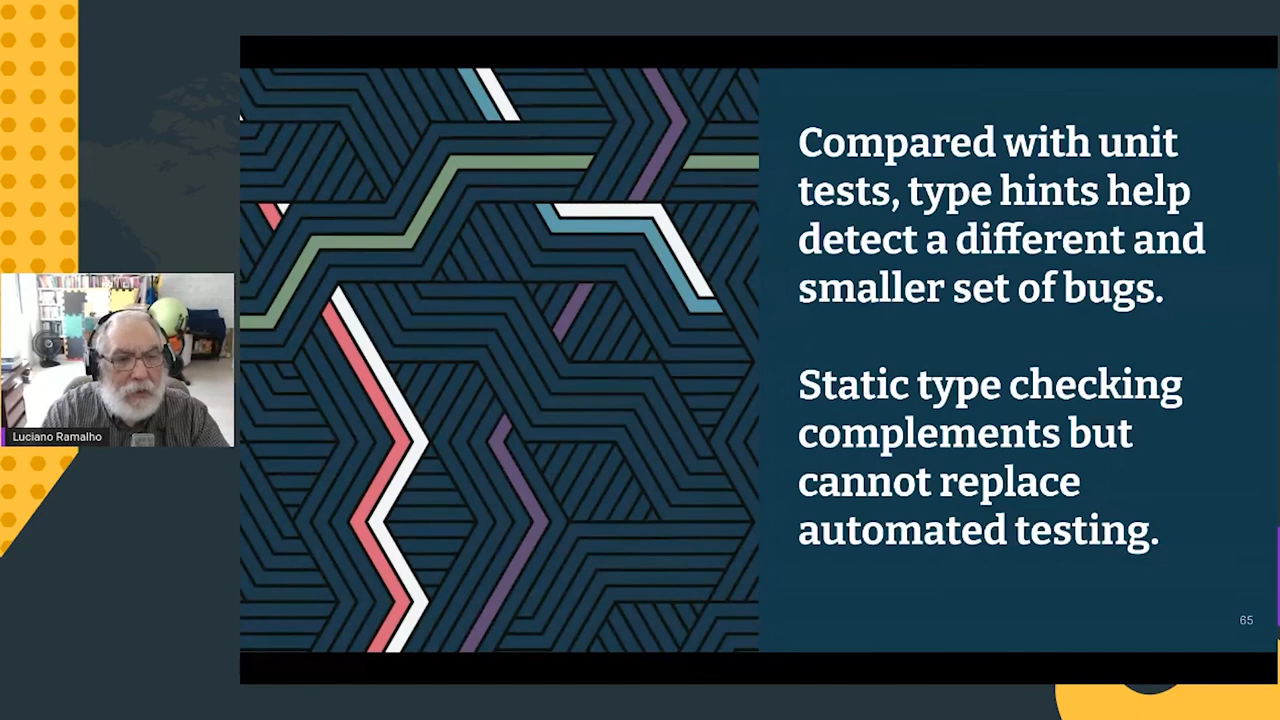 Compared with unit
tests, type hints help
detect a different and
smaller set of bugs.
Static type checking
complements but
cannot replace
automated testing.
65
Luciano Ramalho